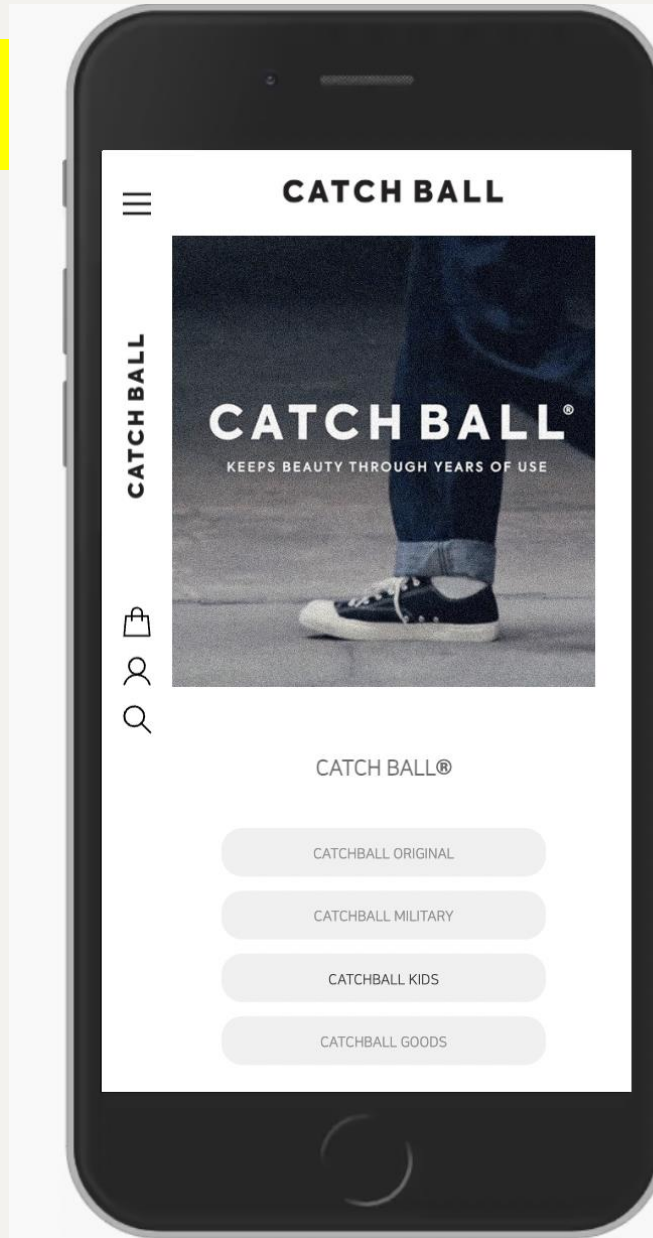 CATCH BALL
CATCH BALL
CATCH BALL®
KEEPS BEAUTY THROUGH YEARS OF USE
CATCH BALL®
CATCHBALL ORIGINAL
CATCHBALL MILITARY
CATCHBALL KIDS
CATCHBALL GOODS